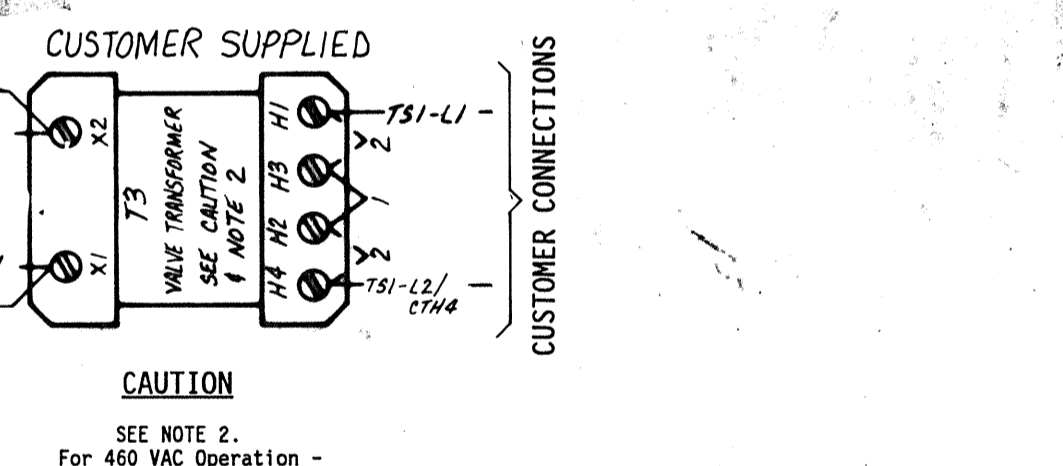 CUSTOMER SUPPLIED
X2
X1
T3
VALVE TRANSFORMER
SEE CAUTION
& NOTE 2
H1
H3
H2
H4
TS1-L1 -
>2
1
>2
TS1-L2/ -
CTH4
CUSTOMER CONNECTIONS
CAUTION
SEE NOTE 2.
For 460 VAC Operation -